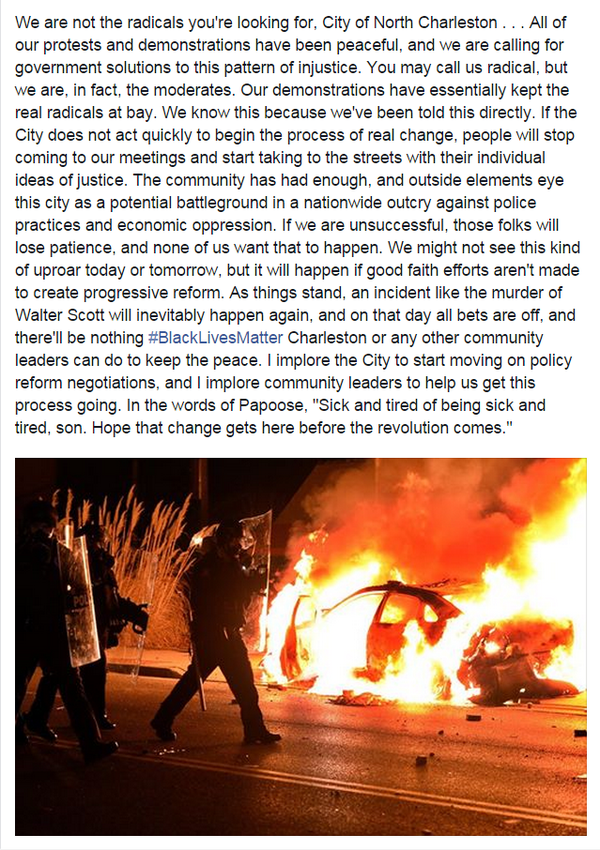 We are not the radicals you're looking for, City of North Charleston . . . All of
our protests and demonstrations have been peaceful, and we are calling for
government solutions to this pattern of injustice. You may call us radical, but
we are, in fact, the moderates. Our demonstrations have essentially kept the
real radicals at bay. We know this because we've been told this directly. If the
City does not act quickly to begin the process of real change, people will stop
coming to our meetings and start taking to the streets with their individual
ideas of justice. The community has had enough, and outside elements eye
this city as a potential battleground in a nationwide outcry against police
practices and economic oppression. If we are unsuccessful, those folks will
lose patience, and none of us want that to happen. We might not see this kind
of uproar today or tomorrow, but it will happen if good faith efforts aren't made
to create progressive reform. As things stand, an incident like the murder of
Walter Scott will inevitably happen again, and on that day all bets are off, and
there'll be nothing #BlackLivesMatter Charleston or any other community
leaders can do to keep the peace. I implore the City to start moving on policy
reform negotiations, and I implore community leaders to help us get this
process going. In the words of Papoose, "Sick and tired of being sick and
tired, son. Hope that change gets here before the revolution comes."